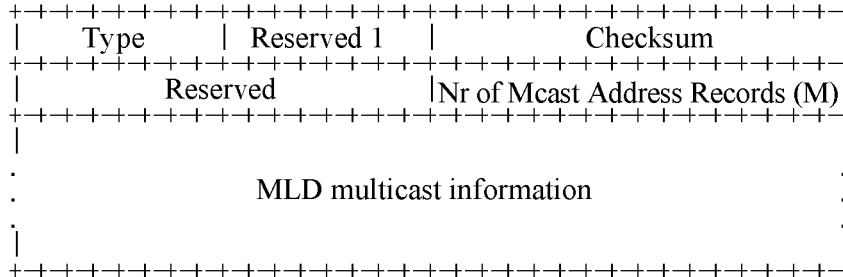 Type | Reserved 1 | Checksum
Reserved | Nr of Mcast Address Records (M)
MLD multicast information